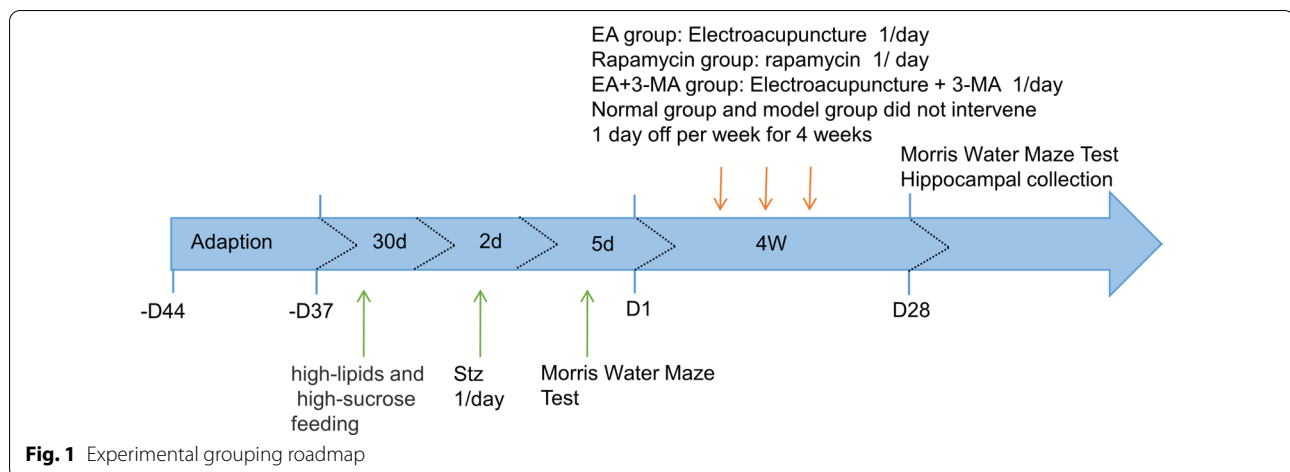 EA group: Electroacupuncture 1/day
Rapamycin group: rapamycin 1/ day
EA+3-MA group: Electroacupuncture + 3-MA 1/day
Normal group and model group did not intervene
1 day off per week for 4 weeks
Morris Water Maze Test
Hippocampal collection
Adaption
30d
2d
5d
4W
-D44
-D37
D1
D28
high-lipids and
high-sucrose
feeding
Stz
1/day
Morris Water Maze
Test
Fig. 1 Experimental grouping roadmap